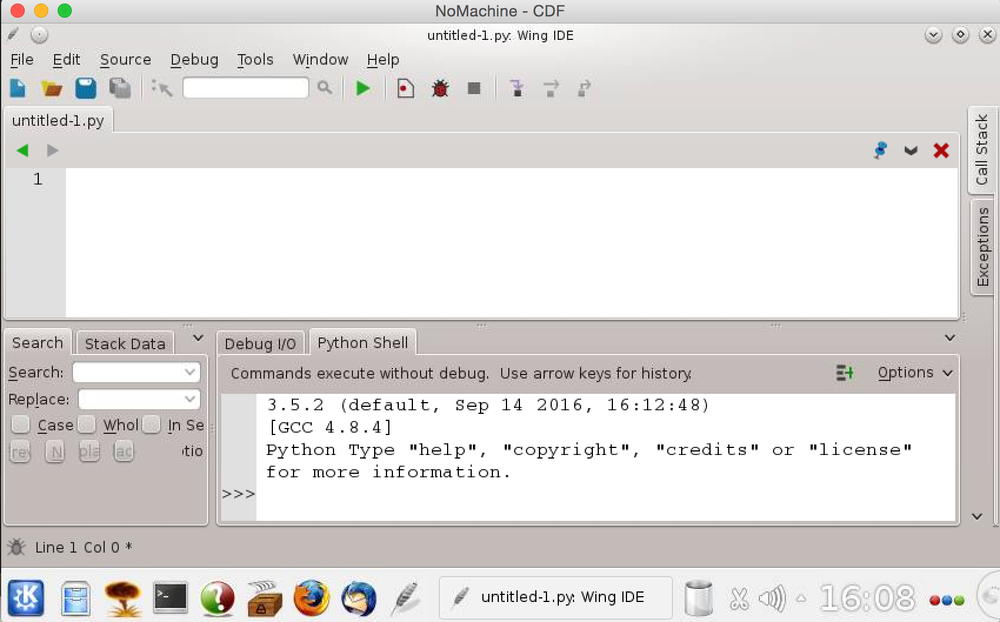 NoMachine - CDF
untitled-1.py: Wing IDE
File Edit Source Debug Tools Window Help
untitled-1.py
Call Stack
Exceptions
1
Search Stack Data
Debug I/O Python Shell
Search:
Replace:
Case Whol In Se
Commands execute without debug. Use arrow keys for history.
Options
3.5.2 (default, Sep 14 2016, 16:12:48)
[GCC 4.8.4]
Python Type "help", "copyright", "credits" or "license"
for more information.
>>>
Line 1 Col 0 *
untitled-1.py: Wing IDE
16:08